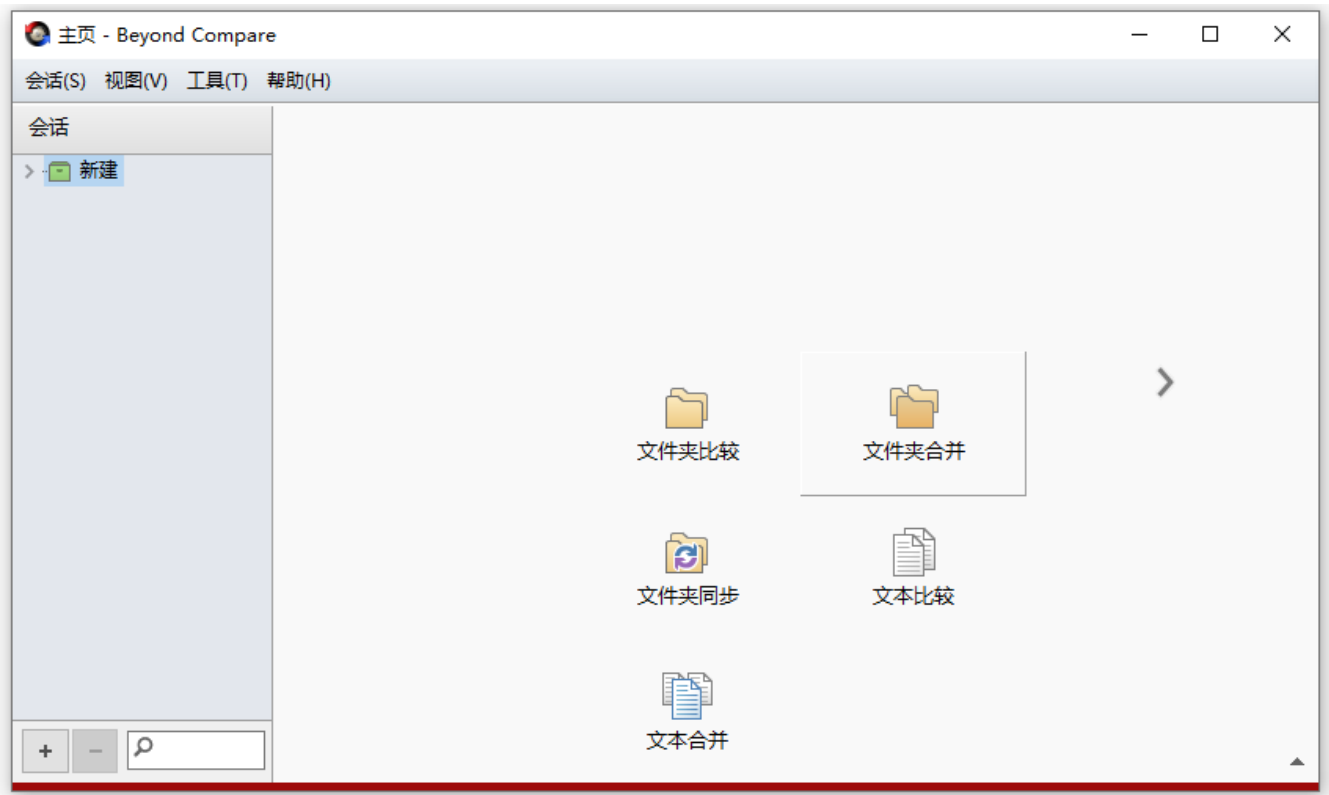 主页 - Beyond Compare
会话(S) 视图(V) 工具(T) 帮助(H)
会话
新建
文件夹比较 文件夹合并
文件夹同步 文本比较
文本合并